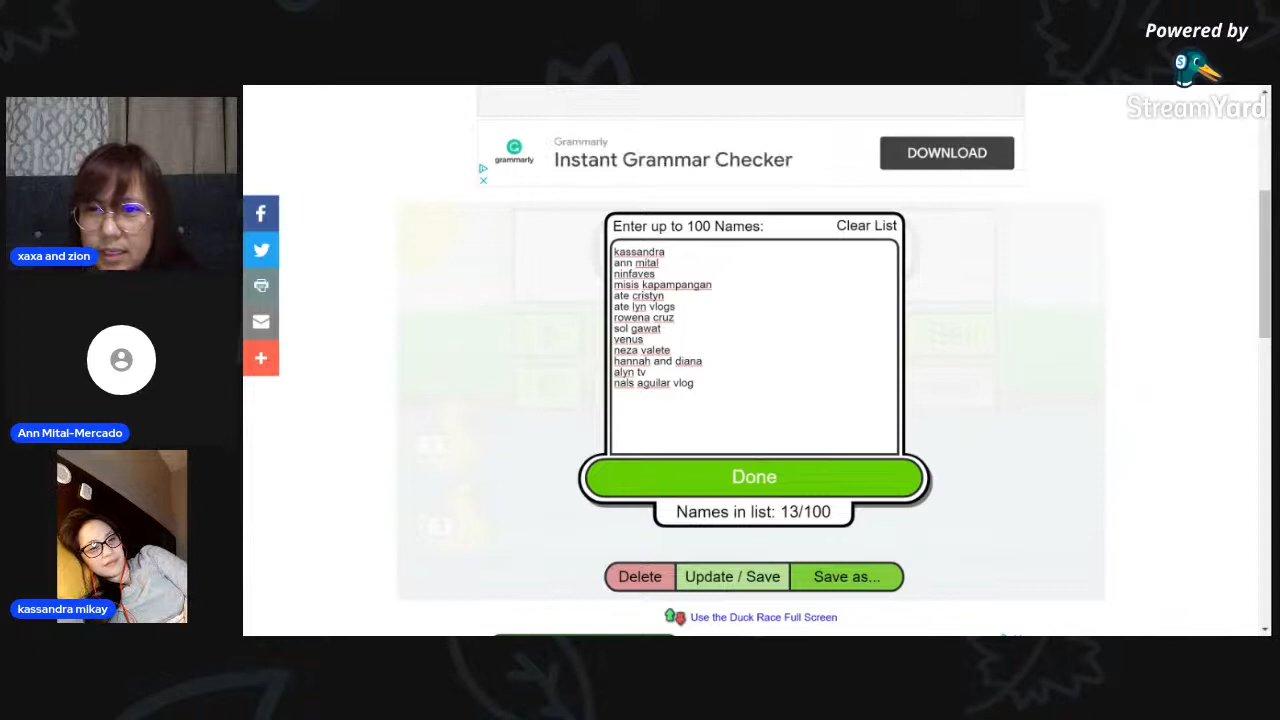 Powered by
StreamYard
xaxa and zion
Ann Mital-Mercado
kassandra mikay
grammarly
Grammarly
Instant Grammar Checker
DOWNLOAD
Enter up to 100 Names:
Clear List
kassandra
ann mital
ninfaves
misis kapampangan
ate cristyn
ate lyn vlogs
rowena cruz
sol gawat
venus
neza valete
hannah and diana
alyn tv
nals aguilar vlog
Done
Names in list: 13/100
Delete
Update / Save
Save as...
Use the Duck Race Full Screen